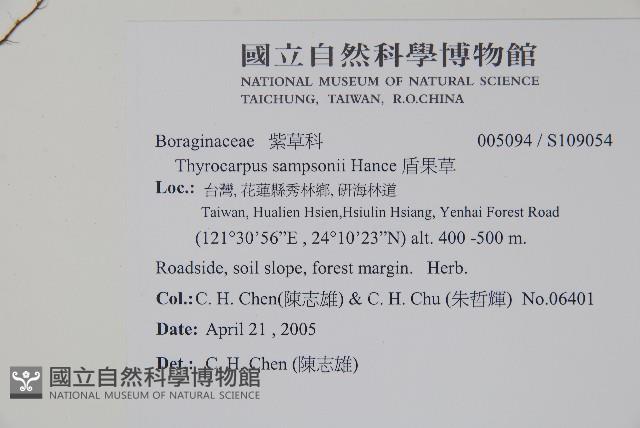 國立自然科學博物館
NATIONAL MUSEUM OF NATURAL SCIENCE
TAICHUNG, TAIWAN, R.O.CHINA
Boraginaceae 紫草科 005094 / S109054
Thyrocarpus sampsonii Hance 盾果草
Loc.: 台灣, 花蓮縣秀林鄉, 研海林道
Taiwan, Hualien Hsien,Hsiulin Hsiang, Yenhai Forest Road
(121°30’56”E , 24°10’23”N) alt. 400 -500 m.
Roadside, soil slope, forest margin. Herb.
Col.: C. H. Chen(陳志雄) & C. H. Chu (朱哲輝) No.06401
Date: April 21 , 2005
Det.: C. H. Chen (陳志雄)
國立自然科學博物館
NATIONAL MUSEUM OF NATURAL SCIENCE